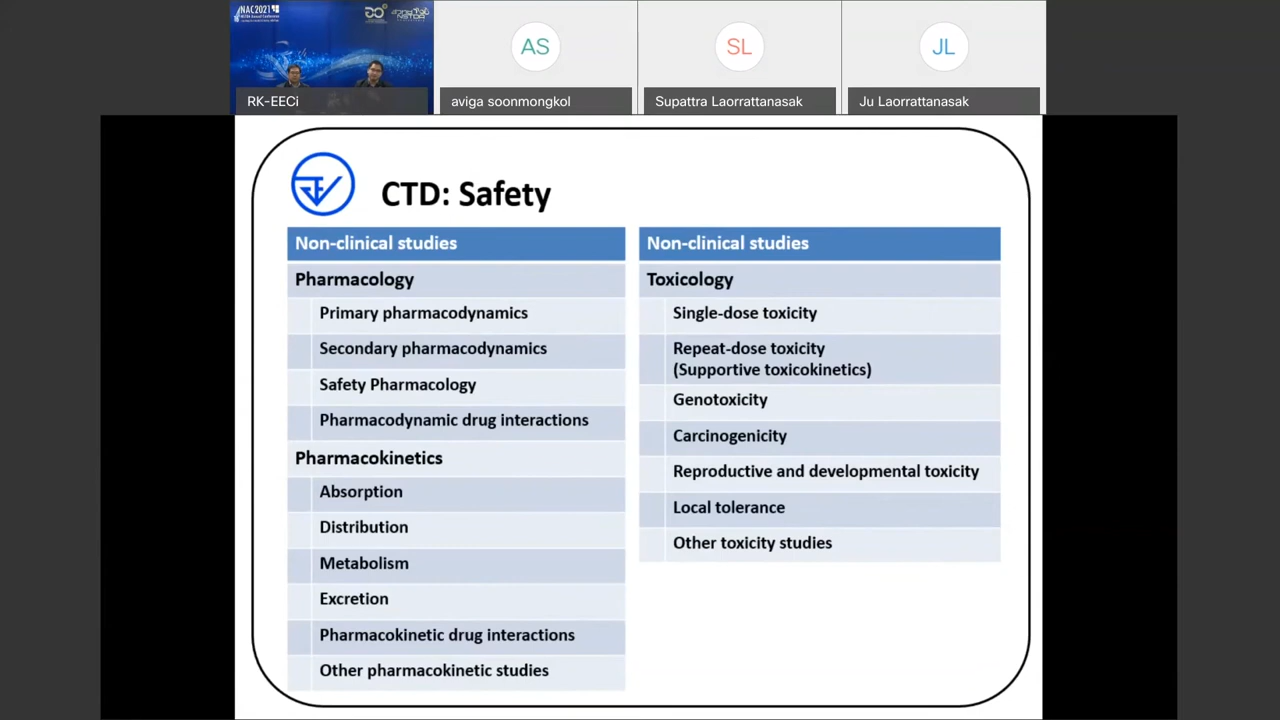 NAC2021
RK-EECi
AS
aviga soonmongkol
SL
Supattra Laorrattanasak
JL
Ju Laorrattanasak
CTD: Safety
Non-clinical studies
Pharmacology
Primary pharmacodynamics
Secondary pharmacodynamics
Safety Pharmacology
Pharmacodynamic drug interactions
Pharmacokinetics
Absorption
Distribution
Metabolism
Excretion
Pharmacokinetic drug interactions
Other pharmacokinetic studies
Non-clinical studies
Toxicology
Single-dose toxicity
Repeat-dose toxicity
(Supportive toxicokinetics)
Genotoxicity
Carcinogenicity
Reproductive and developmental toxicity
Local tolerance
Other toxicity studies